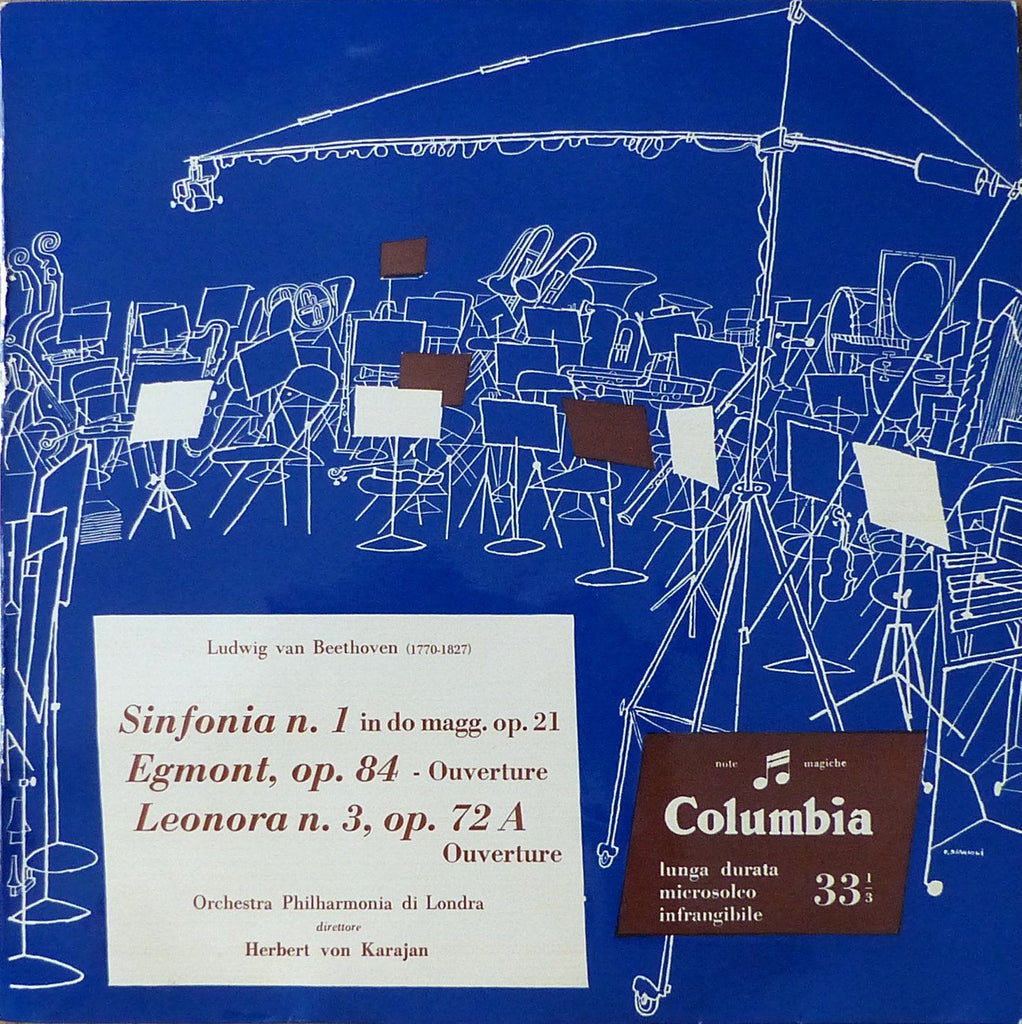 Ludwig van Beethoven (1770-1827)
Sinfonia n. 1 in do magg. op. 21
Egmont, op. 84 - Ouverture
Leonora n. 3, op. 72 A
Ouverture
Orchestra Philharmonia di Londra
direttore
Herbert von Karajan
note magiche
Columbia
lunga durata
microsolco
infrangibile
33 1/3